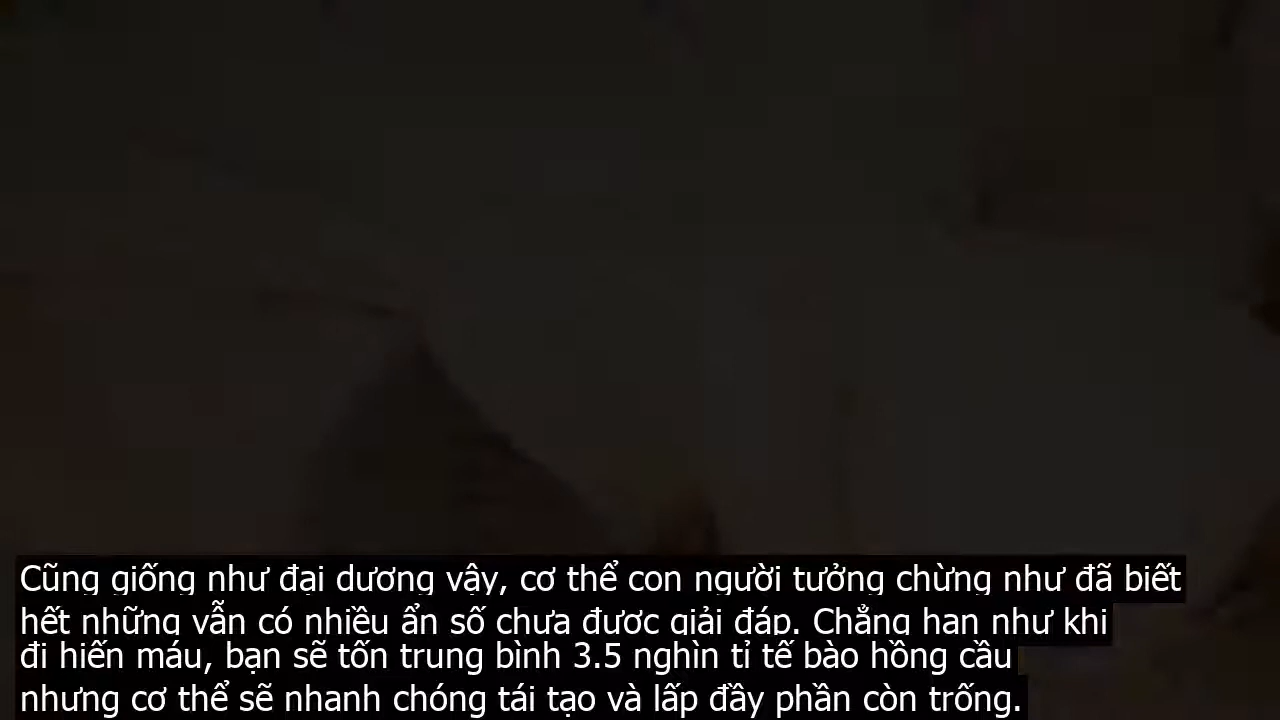 Cũng giống như đại dương vậy, cơ thể con người tưởng chừng như đã biết
hết những vẫn có nhiều ẩn số chưa được giải đáp. Chẳng hạn như khi
đi hiến máu, bạn sẽ tốn trung bình 3.5 nghìn tỉ tế bào hồng cầu
nhưng cơ thể sẽ nhanh chóng tái tạo và lấp đầy phần còn trống.